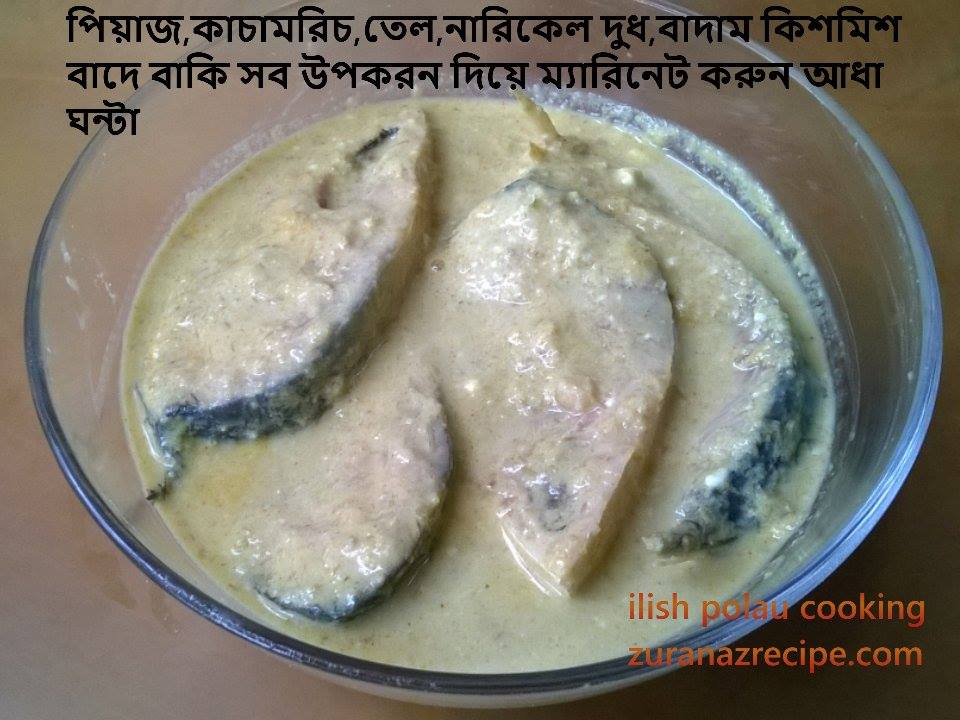 পিয়াজ,কাচামরিচ,তেল,নারিকেল দুধ,বাদাম কিশমিশ
বাদে বাকি সব উপকরন দিয়ে ম্যারিনেট করুন আধা
ঘন্টা
ilish polau cooking
zuranazrecipe.com